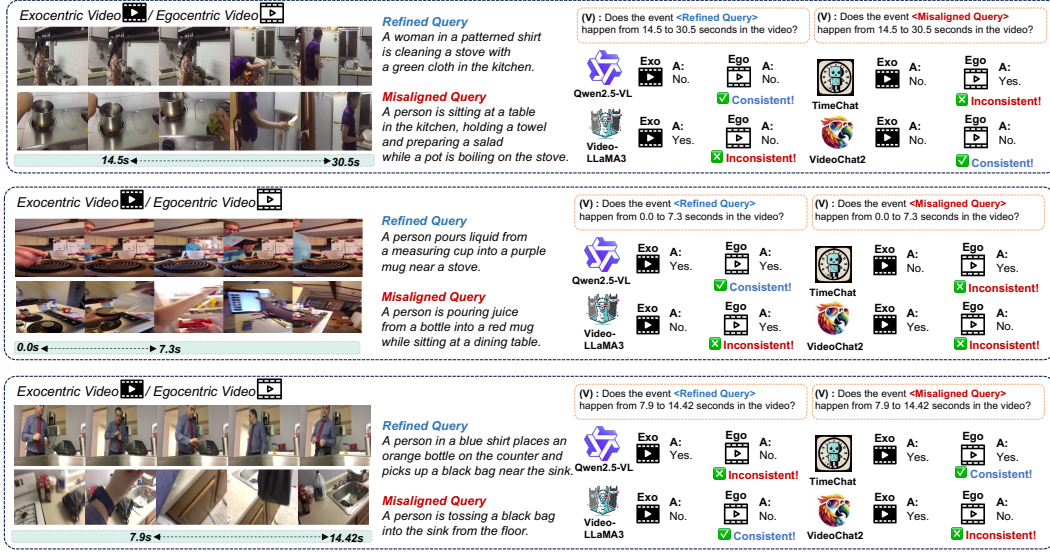 Exocentric Video / Egocentric Video
Refined Query
A woman in a patterned shirt
is cleaning a stove with
a green cloth in the kitchen.
Misaligned Query
A person is sitting at a table
in the kitchen, holding a towel
and preparing a salad
while a pot is boiling on the stove.
14.5s 30.5s
(V) : Does the event <Refined Query>
happen from 14.5 to 30.5 seconds in the video?
Qwen2.5-VL
Exo A: No.
Ego A: No.
Consistent!
Video-
LLaMA3
A: Yes.
A: No.
Inconsistent!
(V) : Does the event <Misaligned Query>
happen from 14.5 to 30.5 seconds in the video?
TimeChat
Exo A: No.
Ego A: Yes.
Inconsistent!
VideoChat2
A: No.
A: No.
Consistent!
Exocentric Video / Egocentric Video
Refined Query
A person pours liquid from
a measuring cup into a purple
mug near a stove.
Misaligned Query
A person is pouring juice
from a bottle into a red mug
while sitting at a dining table.
0.0s 7.3s
(V) : Does the event <Refined Query>
happen from 0.0 to 7.3 seconds in the video?
Qwen2.5-VL
Exo A: Yes.
Ego A: Yes.
Consistent!
Video-
LLaMA3
A: No.
A: Yes.
Inconsistent!
(V) : Does the event <Misaligned Query>
happen from 0.0 to 7.3 seconds in the video?
TimeChat
Exo A: No.
Ego A: Yes.
Inconsistent!
VideoChat2
A: Yes.
A: No.
Inconsistent!
Exocentric Video / Egocentric Video
Refined Query
A person in a blue shirt places an
orange bottle on the counter and
picks up a black bag near the sink.
Misaligned Query
A person is tossing a black bag
into the sink from the floor.
7.9s 14.42s
(V) : Does the event <Refined Query>
happen from 7.9 to 14.42 seconds in the video?
Qwen2.5-VL
Exo A: Yes.
Ego A: No.
Inconsistent!
Video-
LLaMA3
A: No.
A: No.
Consistent!
(V) : Does the event <Misaligned Query>
happen from 7.9 to 14.42 seconds in the video?
TimeChat
Exo A: Yes.
Ego A: Yes.
Consistent!
VideoChat2
A: Yes.
A: No.
Inconsistent!